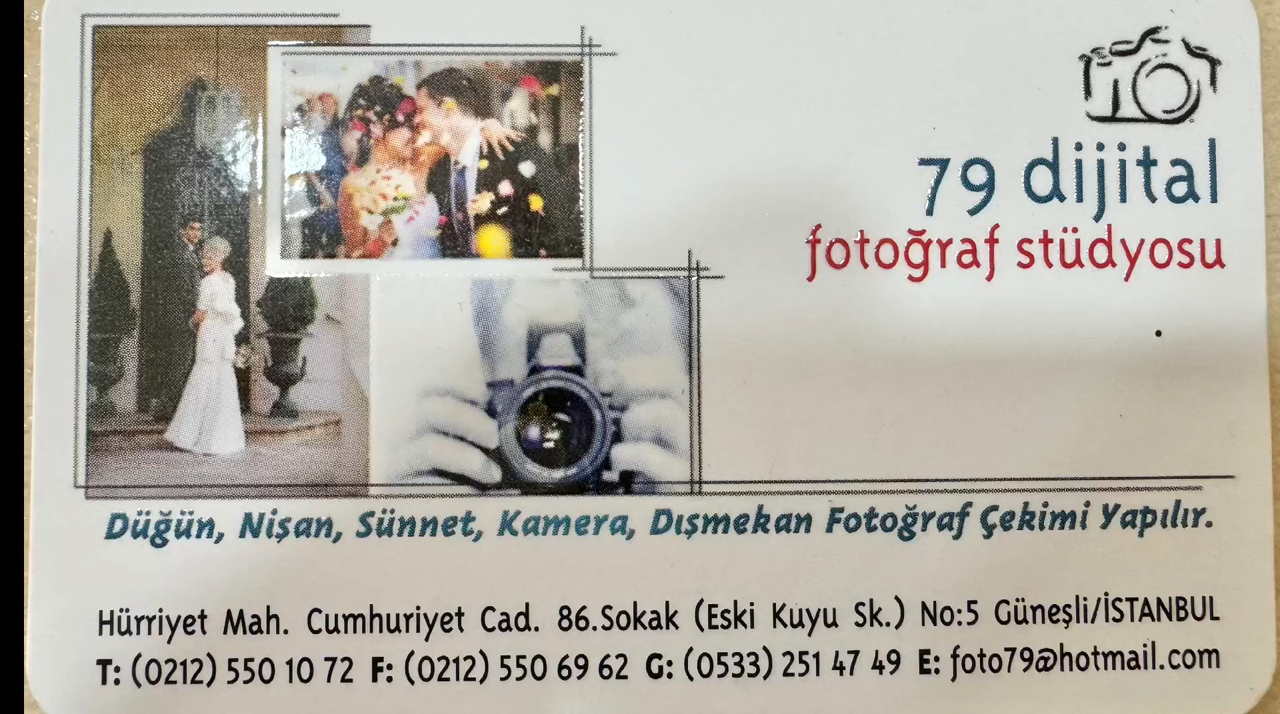 79 dijital
fotoğraf stüdyosu
Düğün, Nişan, Sünnet, Kamera, Dışmekan Fotoğraf Çekimi Yapılır.
Hürriyet Mah. Cumhuriyet Cad. 86.Sokak (Eski Kuyu Sk.) No:5 Güneşli/İSTANBUL
T: (0212) 550 10 72 F: (0212) 550 69 62 G: (0533) 251 47 49 E: foto79@hotmail.com